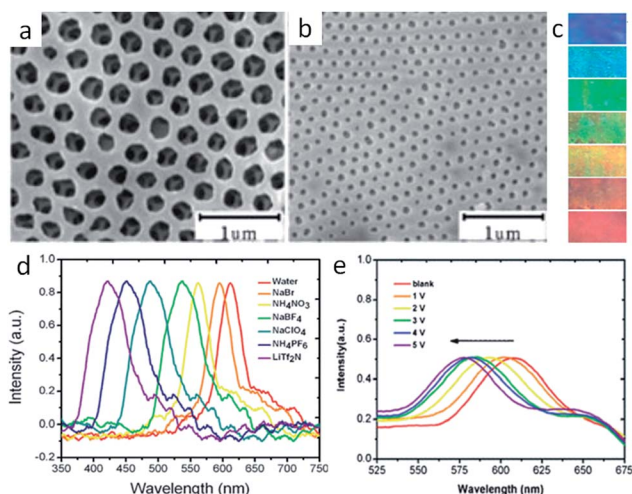 a
1um
b
1um
c
d
Intensity (a.u.)
1.0
0.8
0.6
0.4
0.2
0.0
-0.2
Water
NaBr
NH₄NO₃
NaBF₄
NaClO₄
NH₄PF₆
LiTf₂N
350 400 450 500 550 600 650 700 750
Wavelength (nm)
e
Intensity(a.u.)
1.0
0.8
0.6
0.4
0.2
0.0
blank
1 V
2 V
3 V
4 V
5 V
525 550 575 600 625 650 675
Wavelength (nm)